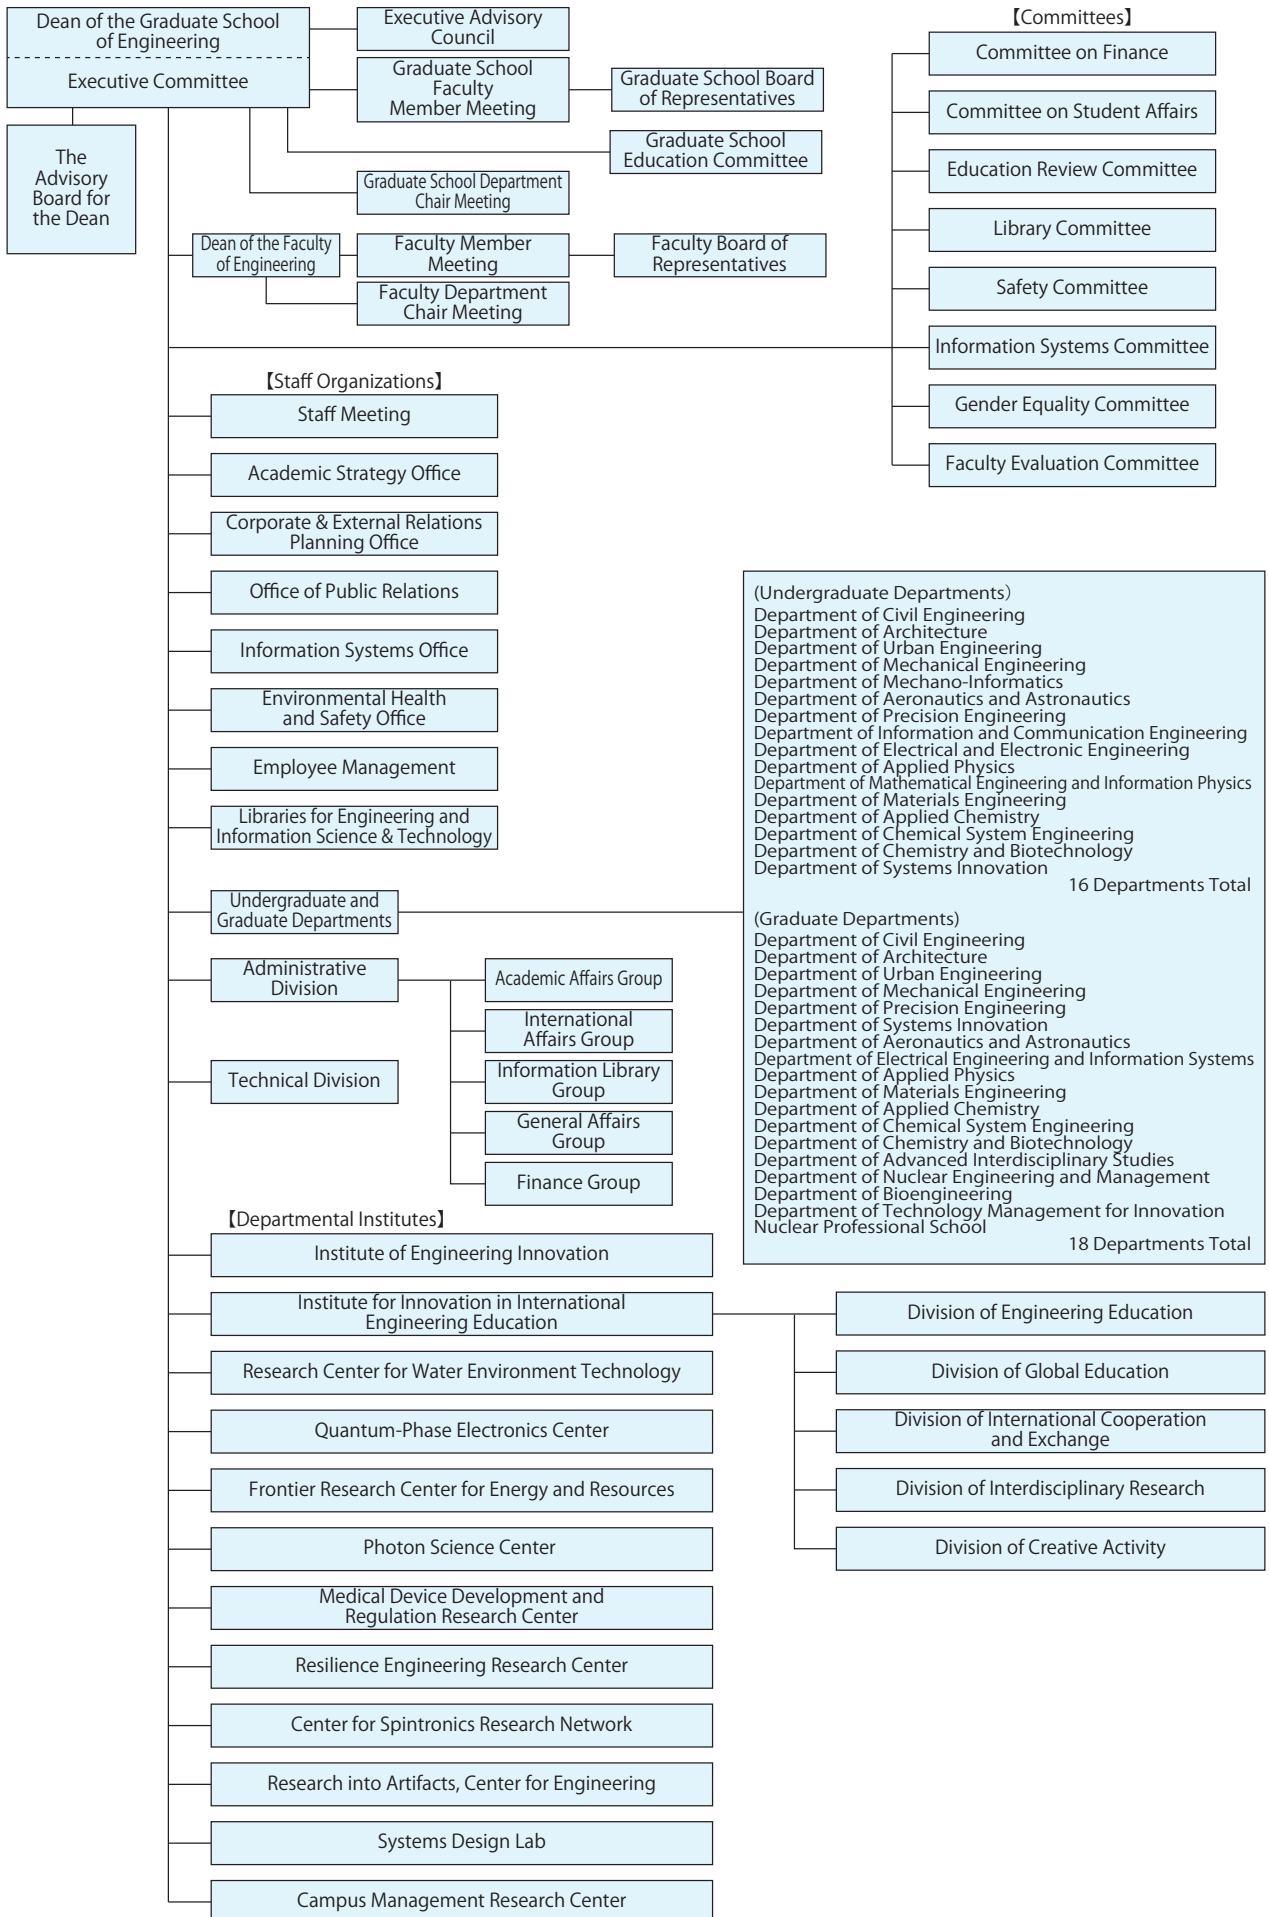 Dean of the Graduate School
of Engineering
Executive Committee
Executive Advisory
Council
Graduate School
Faculty
Member Meeting
Graduate School Board
of Representatives
Graduate School
Education Committee
The
Advisory
Board for
the Dean
Graduate School Department
Chair Meeting
Dean of the Faculty
of Engineering
Faculty Member
Meeting
Faculty Board of
Representatives
Faculty Department
Chair Meeting
【Committees】
Committee on Finance
Committee on Student Affairs
Education Review Committee
Library Committee
Safety Committee
Information Systems Committee
Gender Equality Committee
Faculty Evaluation Committee
【Staff Organizations】
Staff Meeting
Academic Strategy Office
Corporate & External Relations
Planning Office
Office of Public Relations
Information Systems Office
Environmental Health
and Safety Office
Employee Management
Libraries for Engineering and
Information Science & Technology
Undergraduate and
Graduate Departments
(Undergraduate Departments）
Department of Civil Engineering
Department of Architecture
Department of Urban Engineering
Department of Mechanical Engineering
Department of Mechano-Informatics
Department of Aeronautics and Astronautics
Department of Precision Engineering
Department of Information and Communication Engineering
Department of Electrical and Electronic Engineering
Department of Applied Physics
Department of Mathematical Engineering and Information Physics
Department of Materials Engineering
Department of Applied Chemistry
Department of Chemical System Engineering
Department of Chemistry and Biotechnology
Department of Systems Innovation
16 Departments Total
(Graduate Departments)
Department of Civil Engineering
Department of Architecture
Department of Urban Engineering
Department of Mechanical Engineering
Department of Precision Engineering
Department of Systems Innovation
Department of Aeronautics and Astronautics
Department of Electrical Engineering and Information Systems
Department of Applied Physics
Department of Materials Engineering
Department of Applied Chemistry
Department of Chemical System Engineering
Department of Chemistry and Biotechnology
Department of Advanced Interdisciplinary Studies
Department of Nuclear Engineering and Management
Department of Bioengineering
Department of Technology Management for Innovation
Nuclear Professional School
18 Departments Total
Administrative
Division
Academic Affairs Group
International
Affairs Group
Information Library
Group
General Affairs
Group
Finance Group
Technical Division
【Departmental Institutes】
Institute of Engineering Innovation
Institute for Innovation in International
Engineering Education
Research Center for Water Environment Technology
Quantum-Phase Electronics Center
Frontier Research Center for Energy and Resources
Photon Science Center
Medical Device Development and
Regulation Research Center
Resilience Engineering Research Center
Center for Spintronics Research Network
Research into Artifacts, Center for Engineering
Systems Design Lab
Campus Management Research Center
Division of Engineering Education
Division of Global Education
Division of International Cooperation
and Exchange
Division of Interdisciplinary Research
Division of Creative Activity